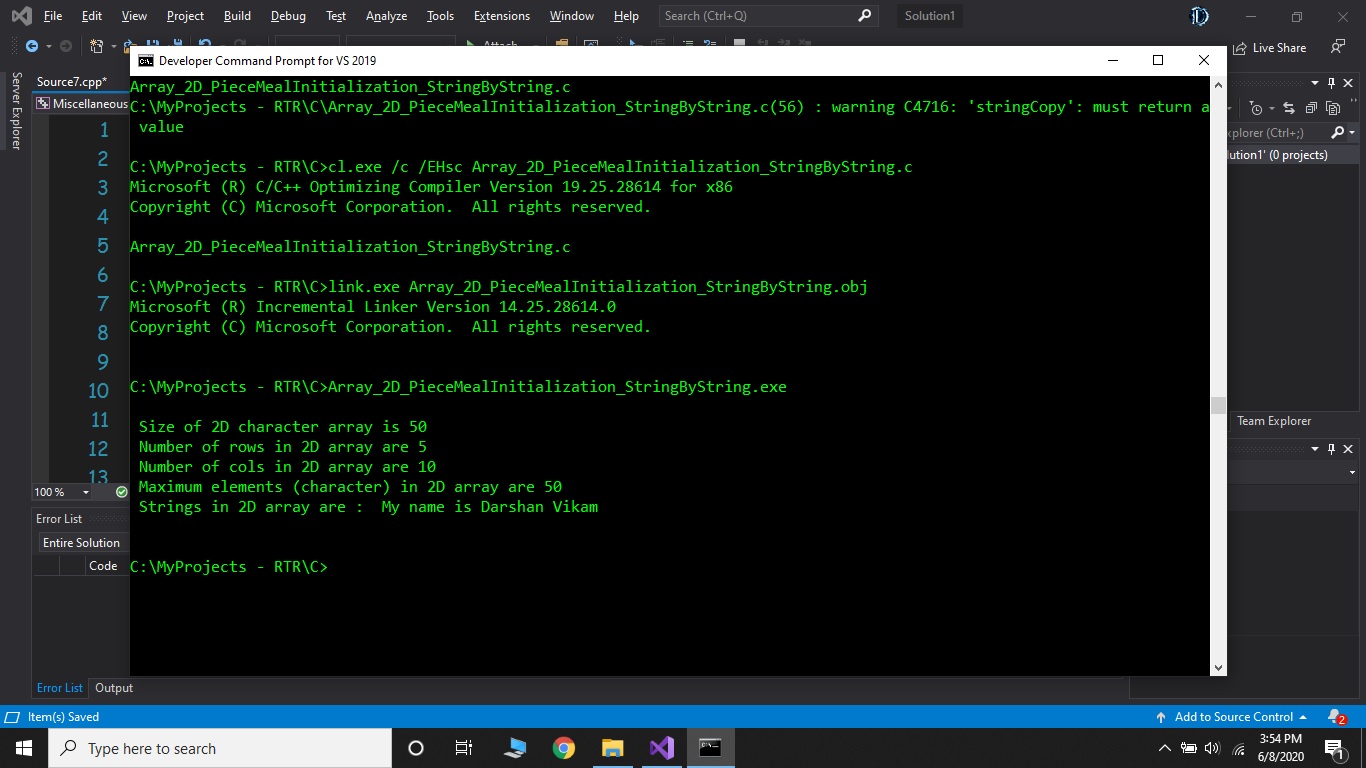 File Edit View Project Build Debug Test Analyze Tools Extensions Window Help Search (Ctrl+Q) Solution1
Attach
Live Share
Server Explorer
Source7.cpp*
Miscellaneous
1
2
3
4
5
6
7
8
9
10
11
12
13
100 %
Developer Command Prompt for VS 2019
Array_2D_PieceMealInitialization_StringByString.c
C:\MyProjects - RTR\C\Array_2D_PieceMealInitialization_StringByString.c(56) : warning C4716: 'stringCopy': must return a
value
C:\MyProjects - RTR\C>cl.exe /c /EHsc Array_2D_PieceMealInitialization_StringByString.c
Microsoft (R) C/C++ Optimizing Compiler Version 19.25.28614 for x86
Copyright (C) Microsoft Corporation.  All rights reserved.
Array_2D_PieceMealInitialization_StringByString.c
C:\MyProjects - RTR\C>link.exe Array_2D_PieceMealInitialization_StringByString.obj
Microsoft (R) Incremental Linker Version 14.25.28614.0
Copyright (C) Microsoft Corporation.  All rights reserved.
C:\MyProjects - RTR\C>Array_2D_PieceMealInitialization_StringByString.exe
Size of 2D character array is 50
Number of rows in 2D array are 5
Number of cols in 2D array are 10
Maximum elements (character) in 2D array are 50
Strings in 2D array are :  My name is Darshan Vikam
C:\MyProjects - RTR\C>
xplorer (Ctrl+;)
lution1' (0 projects)
Team Explorer
Error List
Entire Solution
Code
Error List Output
Item(s) Saved
Add to Source Control
2
Type here to search
3:54 PM
6/8/2020
1